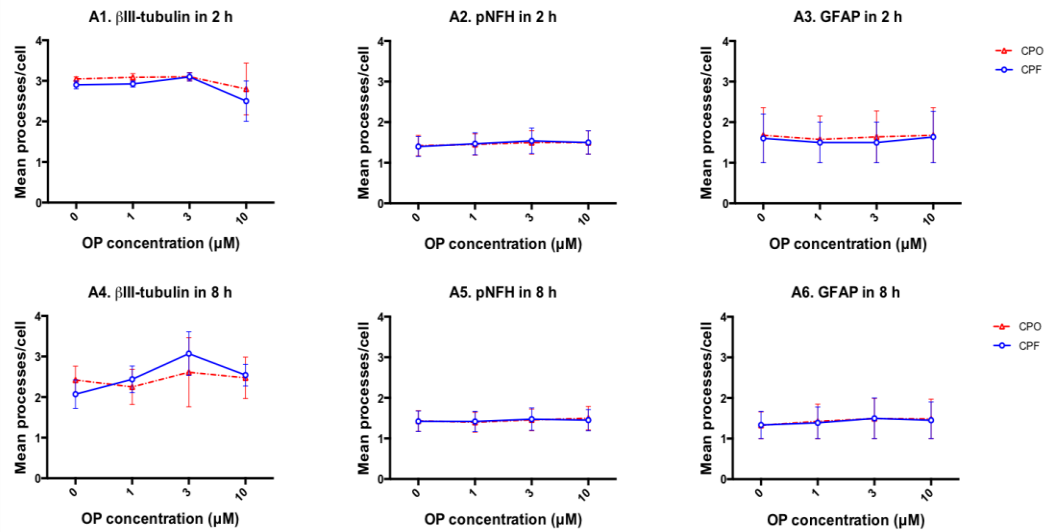 A1. βIII-tubulin in 2 h
A2. pNFH in 2 h
A3. GFAP in 2 h
Mean processes/cell
4
3
2
1
0
0
1
3
10
OP concentration (µM)
Mean processes/cell
4
3
2
1
0
0
1
3
10
OP concentration (µM)
Mean processes/cell
4
3
2
1
0
0
1
3
10
OP concentration (µM)
CPO
CPF
A4. βIII-tubulin in 8 h
A5. pNFH in 8 h
A6. GFAP in 8 h
Mean processes/cell
4
3
2
1
0
0
1
3
10
OP concentration (µM)
Mean processes/cell
4
3
2
1
0
0
1
3
10
OP concentration (µM)
Mean processes/cell
4
3
2
1
0
0
1
3
10
OP concentration (µM)
CPO
CPF